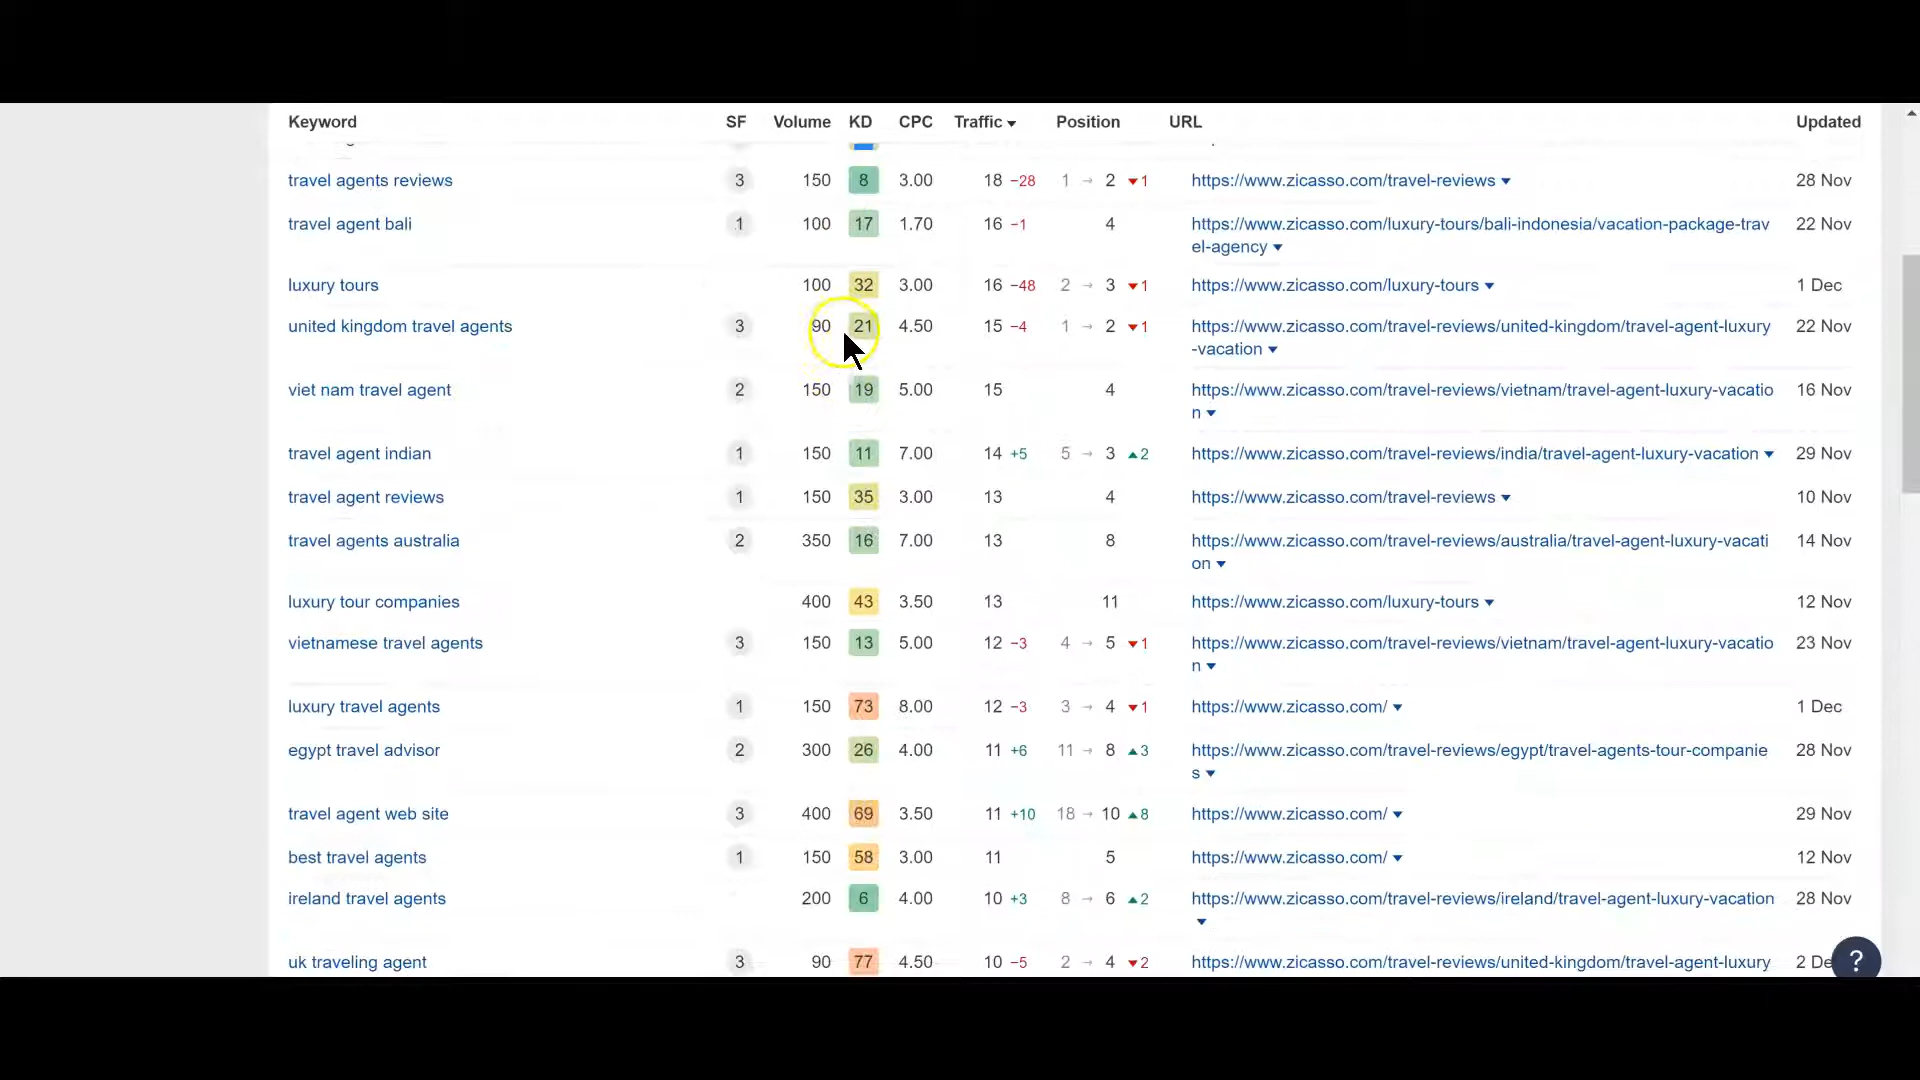 Keyword SF Volume KD CPC Traffic Position URL Updated
travel agents reviews 3 150 8 3.00 18 −28 1 → 2 ▼1 https://www.zicasso.com/travel-reviews ▼ 28 Nov
travel agent bali 1 100 17 1.70 16 −1 4 https://www.zicasso.com/luxury-tours/bali-indonesia/vacation-package-trav 22 Nov
el-agency ▼
luxury tours 100 32 3.00 16 −48 2 → 3 ▼1 https://www.zicasso.com/luxury-tours ▼ 1 Dec
united kingdom travel agents 3 90 21 4.50 15 −4 1 → 2 ▼1 https://www.zicasso.com/travel-reviews/united-kingdom/travel-agent-luxury 22 Nov
-vacation ▼
viet nam travel agent 2 150 19 5.00 15 4 https://www.zicasso.com/travel-reviews/vietnam/travel-agent-luxury-vacatio 16 Nov
n ▼
travel agent indian 1 150 11 7.00 14 +5 5 → 3 ▲2 https://www.zicasso.com/travel-reviews/india/travel-agent-luxury-vacation ▼ 29 Nov
travel agent reviews 1 150 35 3.00 13 4 https://www.zicasso.com/travel-reviews ▼ 10 Nov
travel agents australia 2 350 16 7.00 13 8 https://www.zicasso.com/travel-reviews/australia/travel-agent-luxury-vacati 14 Nov
on ▼
luxury tour companies 400 43 3.50 13 11 https://www.zicasso.com/luxury-tours ▼ 12 Nov
vietnamese travel agents 3 150 13 5.00 12 −3 4 → 5 ▼1 https://www.zicasso.com/travel-reviews/vietnam/travel-agent-luxury-vacatio 23 Nov
n ▼
luxury travel agents 1 150 73 8.00 12 −3 3 → 4 ▼1 https://www.zicasso.com/ ▼ 1 Dec
egypt travel advisor 2 300 26 4.00 11 +6 11 → 8 ▲3 https://www.zicasso.com/travel-reviews/egypt/travel-agents-tour-companie 28 Nov
s ▼
travel agent web site 3 400 69 3.50 11 +10 18 → 10 ▲8 https://www.zicasso.com/ ▼ 29 Nov
best travel agents 1 150 58 3.00 11 5 https://www.zicasso.com/ ▼ 12 Nov
ireland travel agents 200 6 4.00 10 +3 8 → 6 ▲2 https://www.zicasso.com/travel-reviews/ireland/travel-agent-luxury-vacation 28 Nov
▼
uk traveling agent 3 90 77 4.50 10 −5 2 → 4 ▼2 https://www.zicasso.com/travel-reviews/united-kingdom/travel-agent-luxury 2 De
?